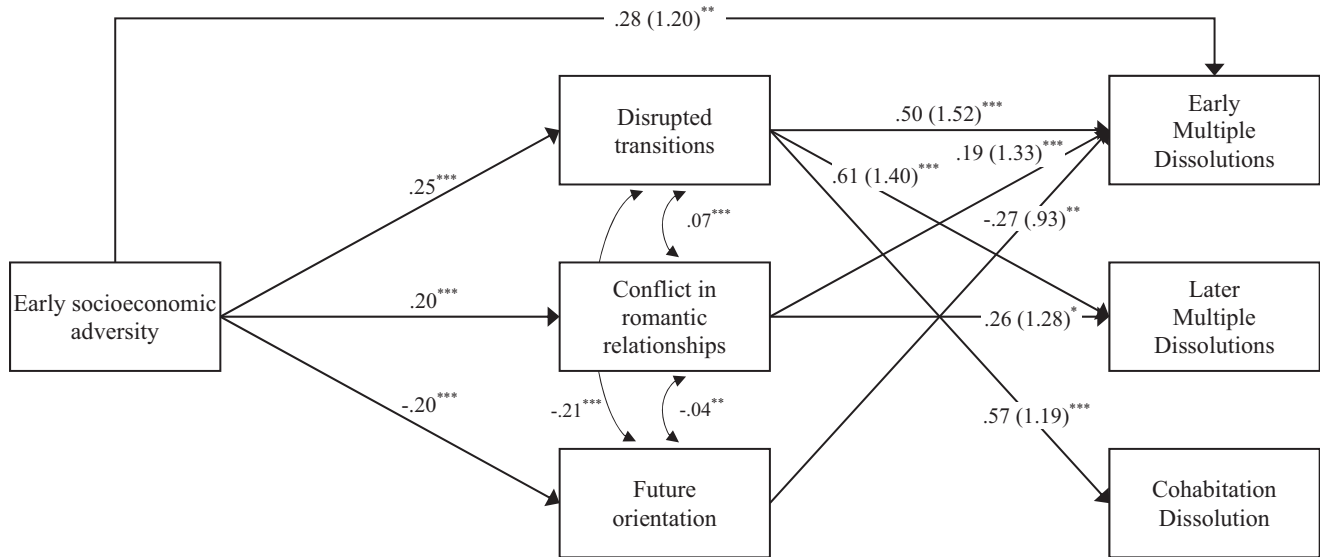 .28 (1.20)**
Disrupted
transitions
Early
Multiple
Dissolutions
.50 (1.52)***
.19 (1.33)***
.61 (1.40)***
.25***
.07***
-.27 (.93)**
Early socioeconomic
adversity
.20***
Conflict in
romantic
relationships
.26 (1.28)*
Later
Multiple
Dissolutions
-.20***
-.21***
-.04**
.57 (1.19)***
Future
orientation
Cohabitation
Dissolution